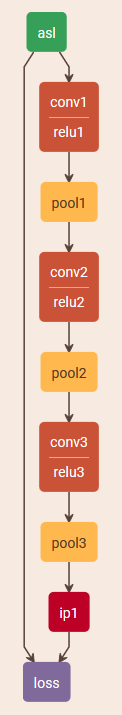 asl
conv1
relu1
pool1
conv2
relu2
pool2
conv3
relu3
pool3
ip1
loss